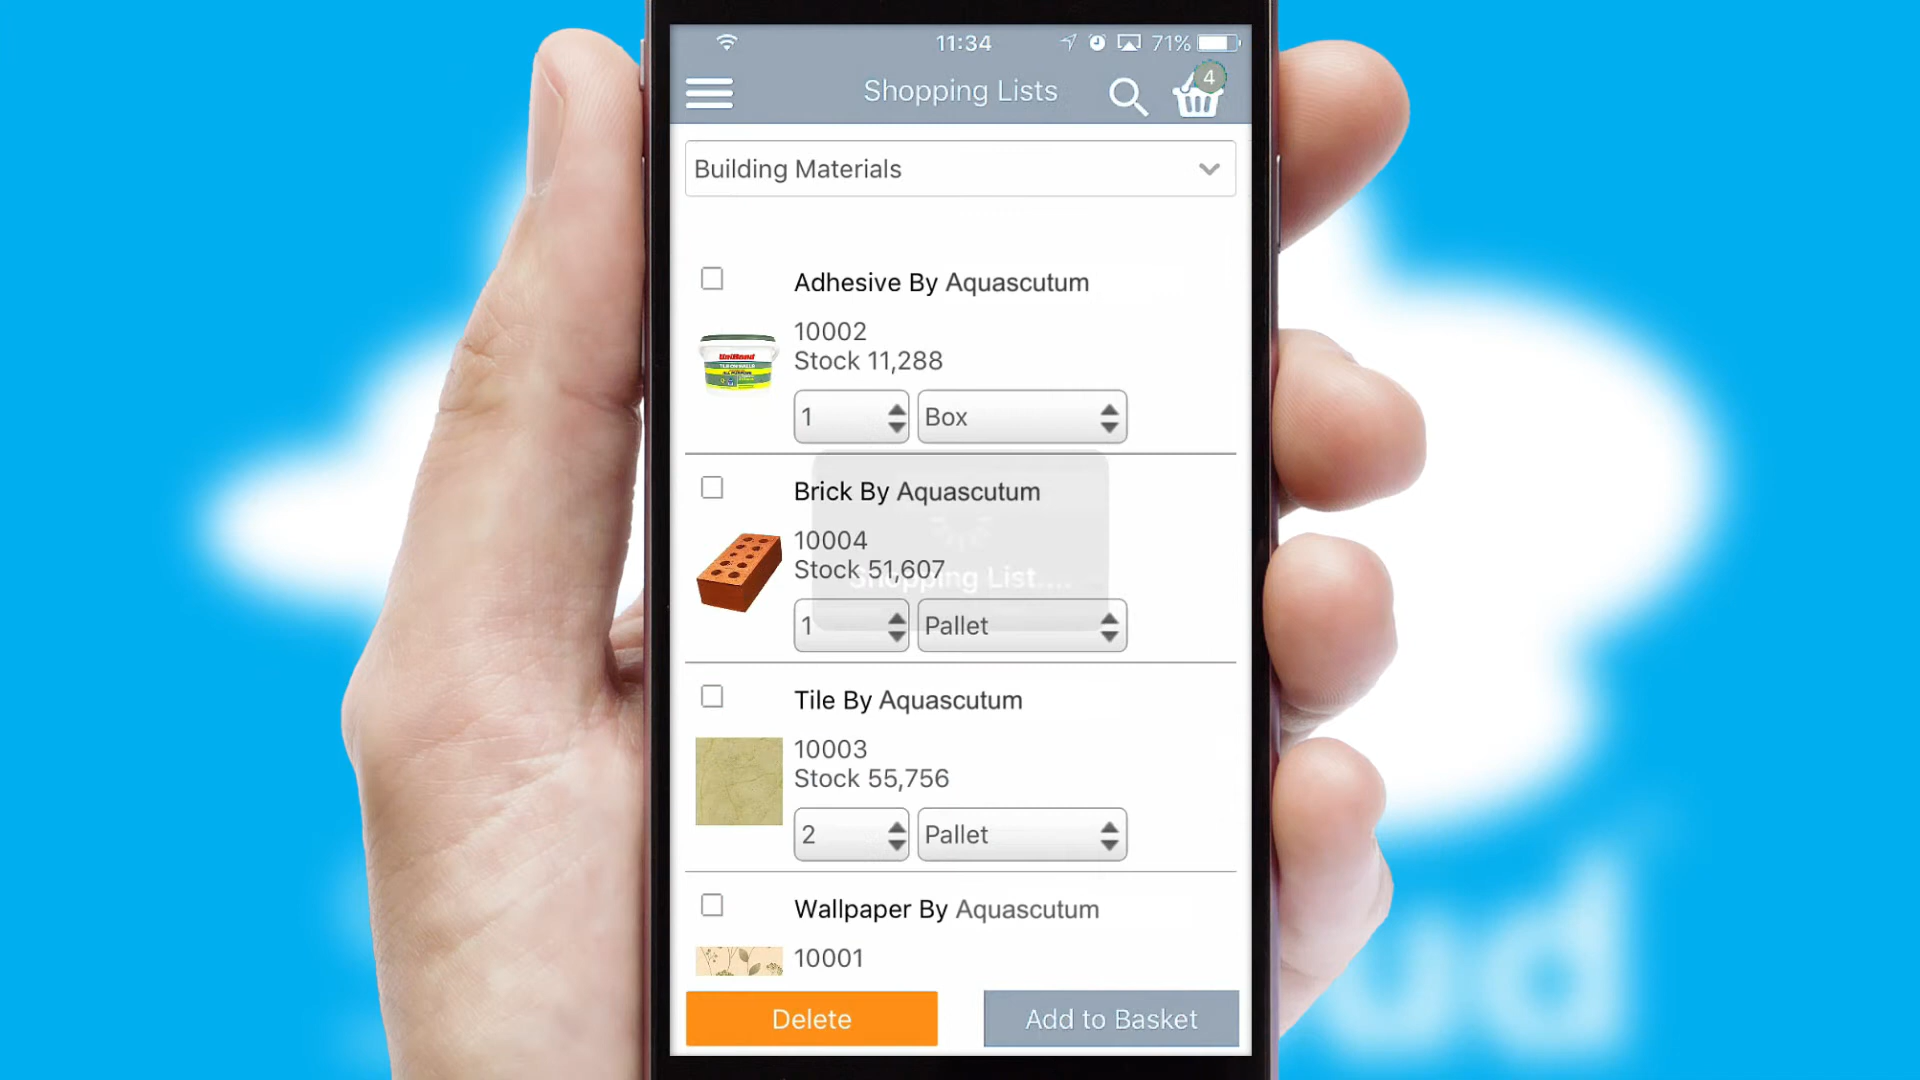 11:34
71%
Shopping Lists
4
Building Materials
Adhesive By Aquascutum
10002
Stock 11,288
1 Box
Brick By Aquascutum
10004
Stock 51,607
Shopping List....
1 Pallet
Tile By Aquascutum
10003
Stock 55,756
2 Pallet
Wallpaper By Aquascutum
10001
Delete Add to Basket